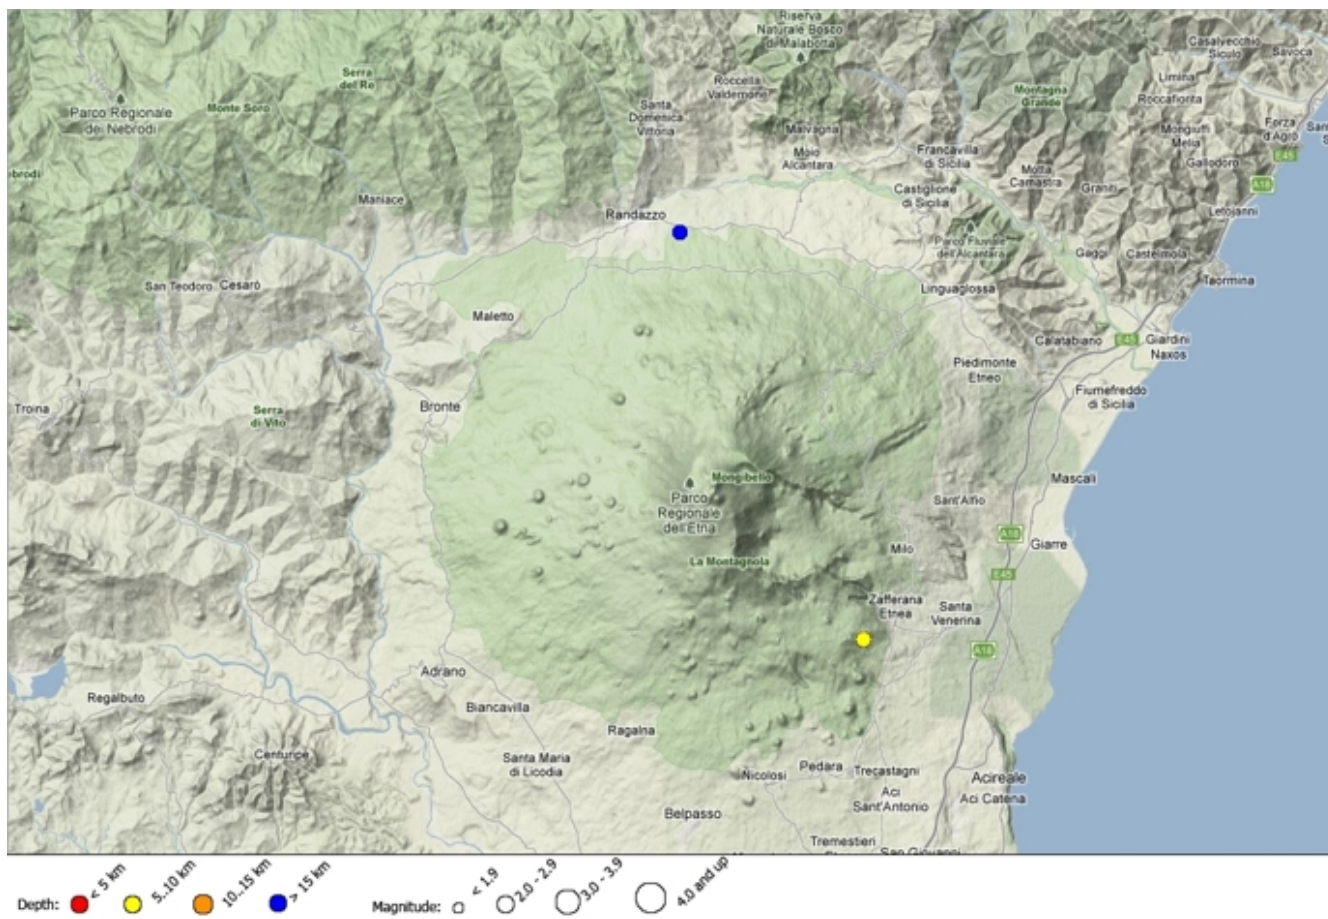 Riserva
Naturale Bosco
di Malabotta
Casalvecchio
Siculo
Savoca
Serra
del Re
Roccella
Valdemone
Limina
Parco Regionale
dei Nebrodi
Monte Soro
Montagna
Grande
Roccafiorita
Santa
Domenica
Vittoria
Forza
d'Agrò
Malvagna
Mongiuffi
Melia
Moio
Alcantara
Francavilla
di Sicilia
E45
Gallodoro
Motta
Camastra
Graniti
A18
Maniace
Castiglione
di Sicilia
Letojanni
Randazzo
Parco Fluviale
dell'Alcantara
Gaggi
Castelmola
San Teodoro
Cesarò
Taormina
Linguaglossa
Maletto
Calatabiano
E45
Giardini
Naxos
Piedimonte
Etneo
Fiumefreddo
di Sicilia
Troina
Serra
di Vito
Bronte
Mongibello
Mascali
Parco
Regionale
dell'Etna
Sant'Alfio
A18
Milo
Giarre
La Montagnola
E45
Zafferana
Etnea
Santa
Venerina
A18
Adrano
Regalbuto
Biancavilla
Ragalna
Centuripe
Santa Maria
di Licodia
Nicolosi
Pedara
Trecastagni
Acireale
Aci
Sant'Antonio
Aci Catena
Belpasso
Tremestieri
San Giovanni
Depth:
< 5 km
5..10 km
10..15 km
> 15 km
Magnitude:
< 1.9
2.0 - 2.9
3.0 - 3.9
4.0 and up